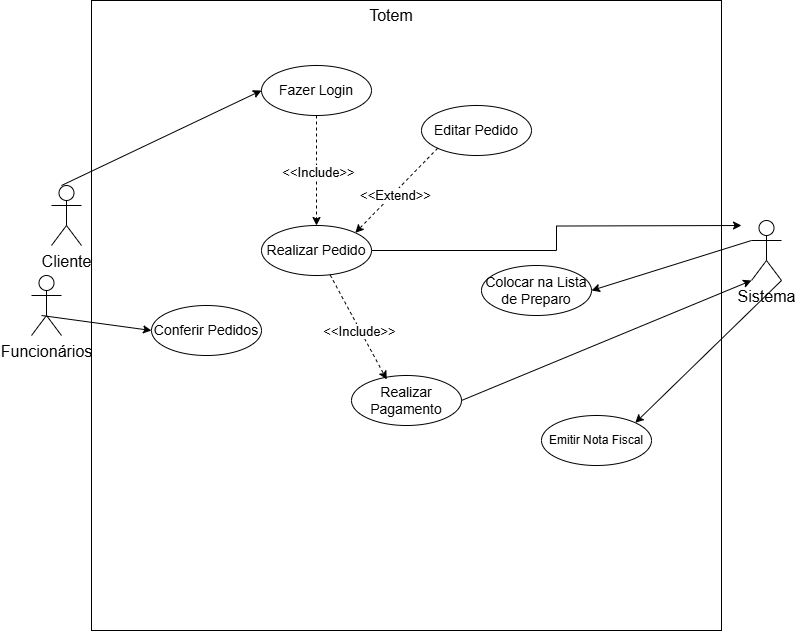 Totem
Fazer Login
Editar Pedido
<<Include>>
<<Extend>>
Realizar Pedido
Cliente
Colocar na Lista
de Preparo
Sistema
Conferir Pedidos
<<Include>>
Funcionários
Realizar
Pagamento
Emitir Nota Fiscal